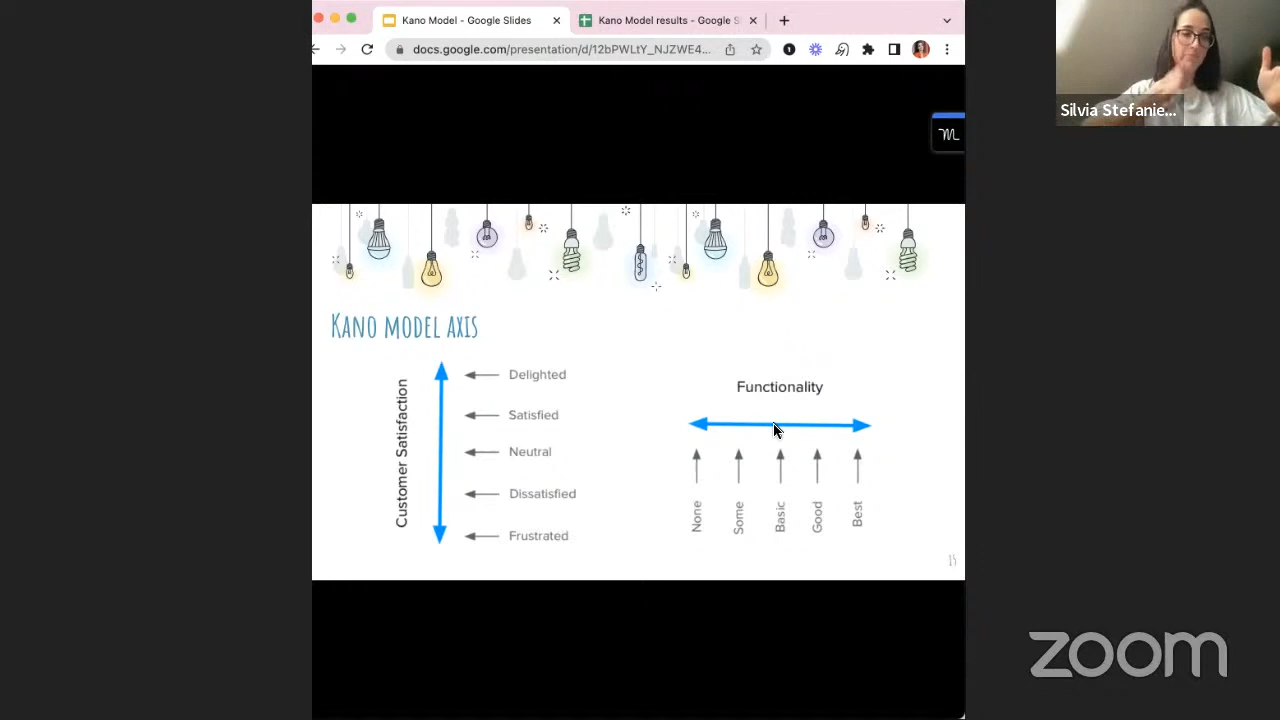 Kano Model - Google Slides
Kano Model results - Google S
docs.google.com/presentation/d/12bPWLtY_NJZWE4...
Silvia Stefanie...
Kano model axis
Customer Satisfaction
Delighted
Satisfied
Neutral
Dissatisfied
Frustrated
Functionality
None
Some
Basic
Good
Best
15
zoom